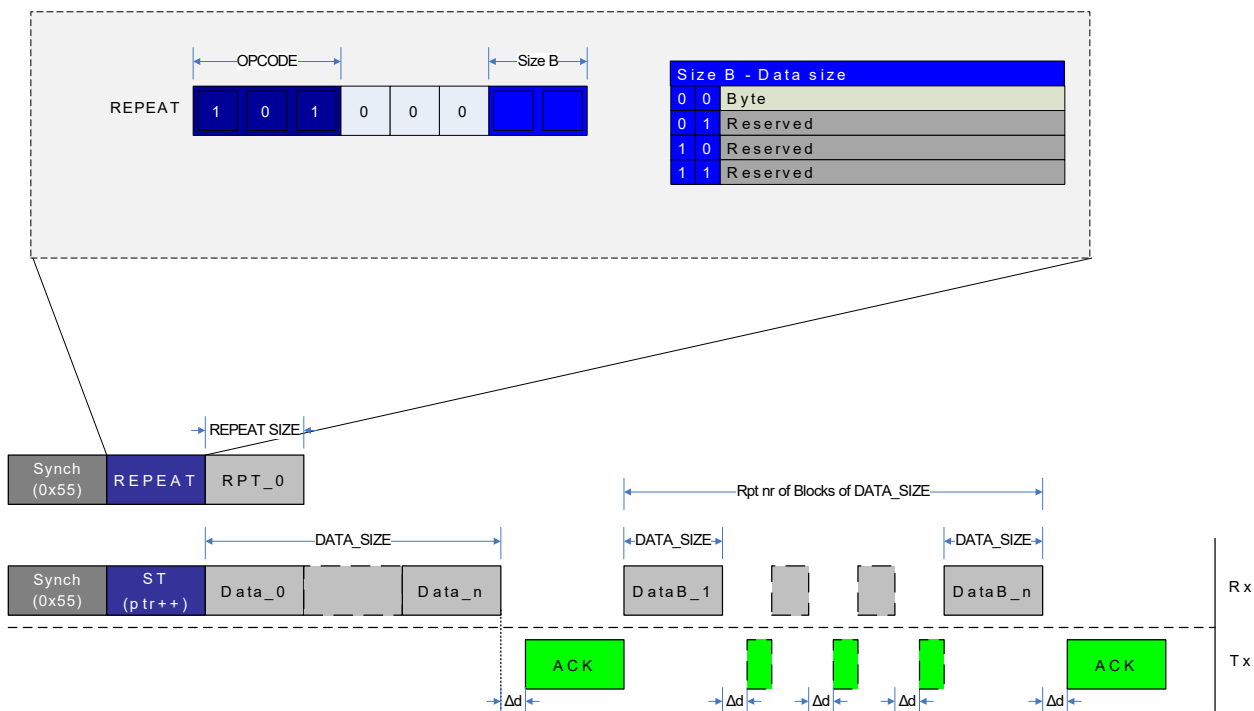 OPCODE
Size B
REPEAT
1 0 1 0 0 0
Size B - Data size
0 0 Byte
0 1 Reserved
1 0 Reserved
1 1 Reserved
REPEAT SIZE
Synch
(0x55)
REPEAT
RPT_0
Rpt nr of Blocks of DATA_SIZE
DATA_SIZE
DATA_SIZE
DATA_SIZE
Synch
(0x55)
ST
(ptr++)
Data_0
Data_n
DataB_1
DataB_n
Rx
ACK
ACK
Tx
Δd
Δd
Δd
Δd
Δd